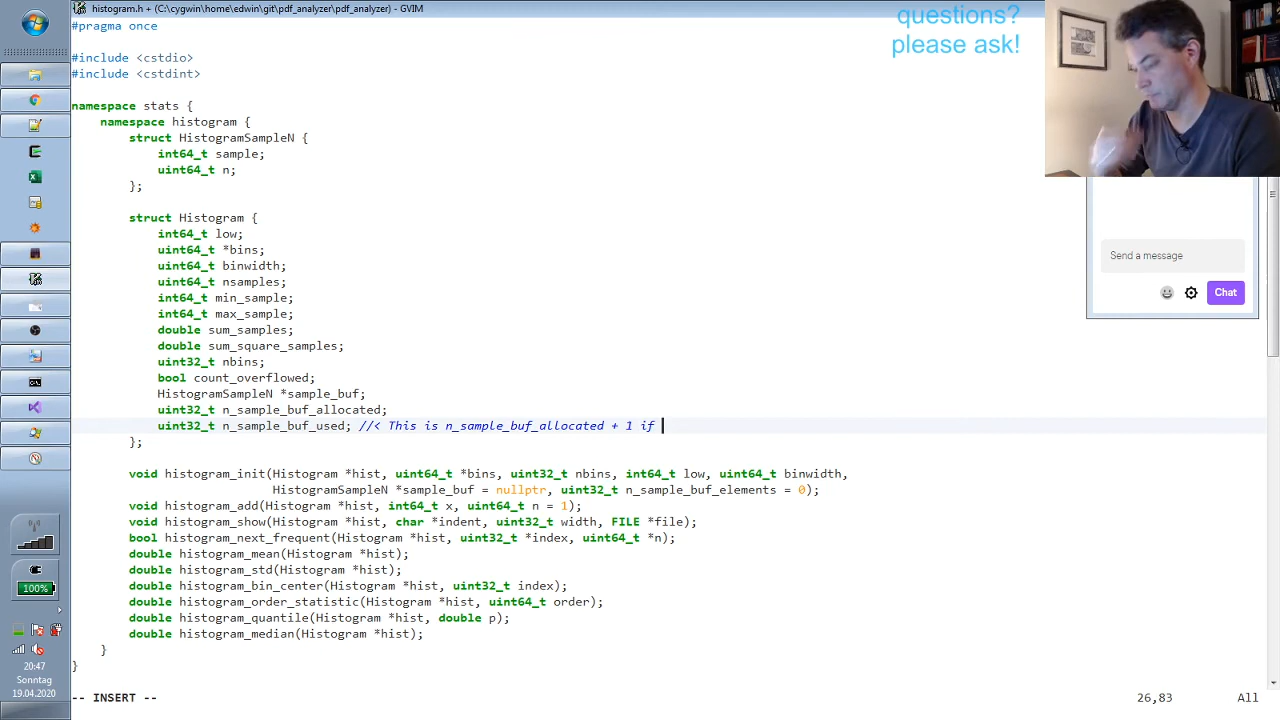 histogram.h + (C:\cygwin\home\edwin\git\pdf_analyzer\pdf_analyzer) - GVIM
questions?
please ask!
#pragma once
#include <cstdio>
#include <cstdint>
namespace stats {
namespace histogram {
struct HistogramSampleN {
int64_t sample;
uint64_t n;
};
struct Histogram {
int64_t low;
uint64_t *bins;
uint64_t binwidth;
uint64_t nsamples;
int64_t min_sample;
int64_t max_sample;
double sum_samples;
double sum_square_samples;
uint32_t nbins;
bool count_overflowed;
HistogramSampleN *sample_buf;
uint32_t n_sample_buf_allocated;
uint32_t n_sample_buf_used; //< This is n_sample_buf_allocated + 1 if
};
void histogram_init(Histogram *hist, uint64_t *bins, uint32_t nbins, int64_t low, uint64_t binwidth,
HistogramSampleN *sample_buf = nullptr, uint32_t n_sample_buf_elements = 0);
void histogram_add(Histogram *hist, int64_t x, uint64_t n = 1);
void histogram_show(Histogram *hist, char *indent, uint32_t width, FILE *file);
bool histogram_next_frequent(Histogram *hist, uint32_t *index, uint64_t *n);
double histogram_mean(Histogram *hist);
double histogram_std(Histogram *hist);
double histogram_bin_center(Histogram *hist, uint32_t index);
double histogram_order_statistic(Histogram *hist, uint64_t order);
double histogram_quantile(Histogram *hist, double p);
double histogram_median(Histogram *hist);
}
}
-- INSERT --
26,83
All
Send a message
Chat
100%
20:47
Sonntag
19.04.2020